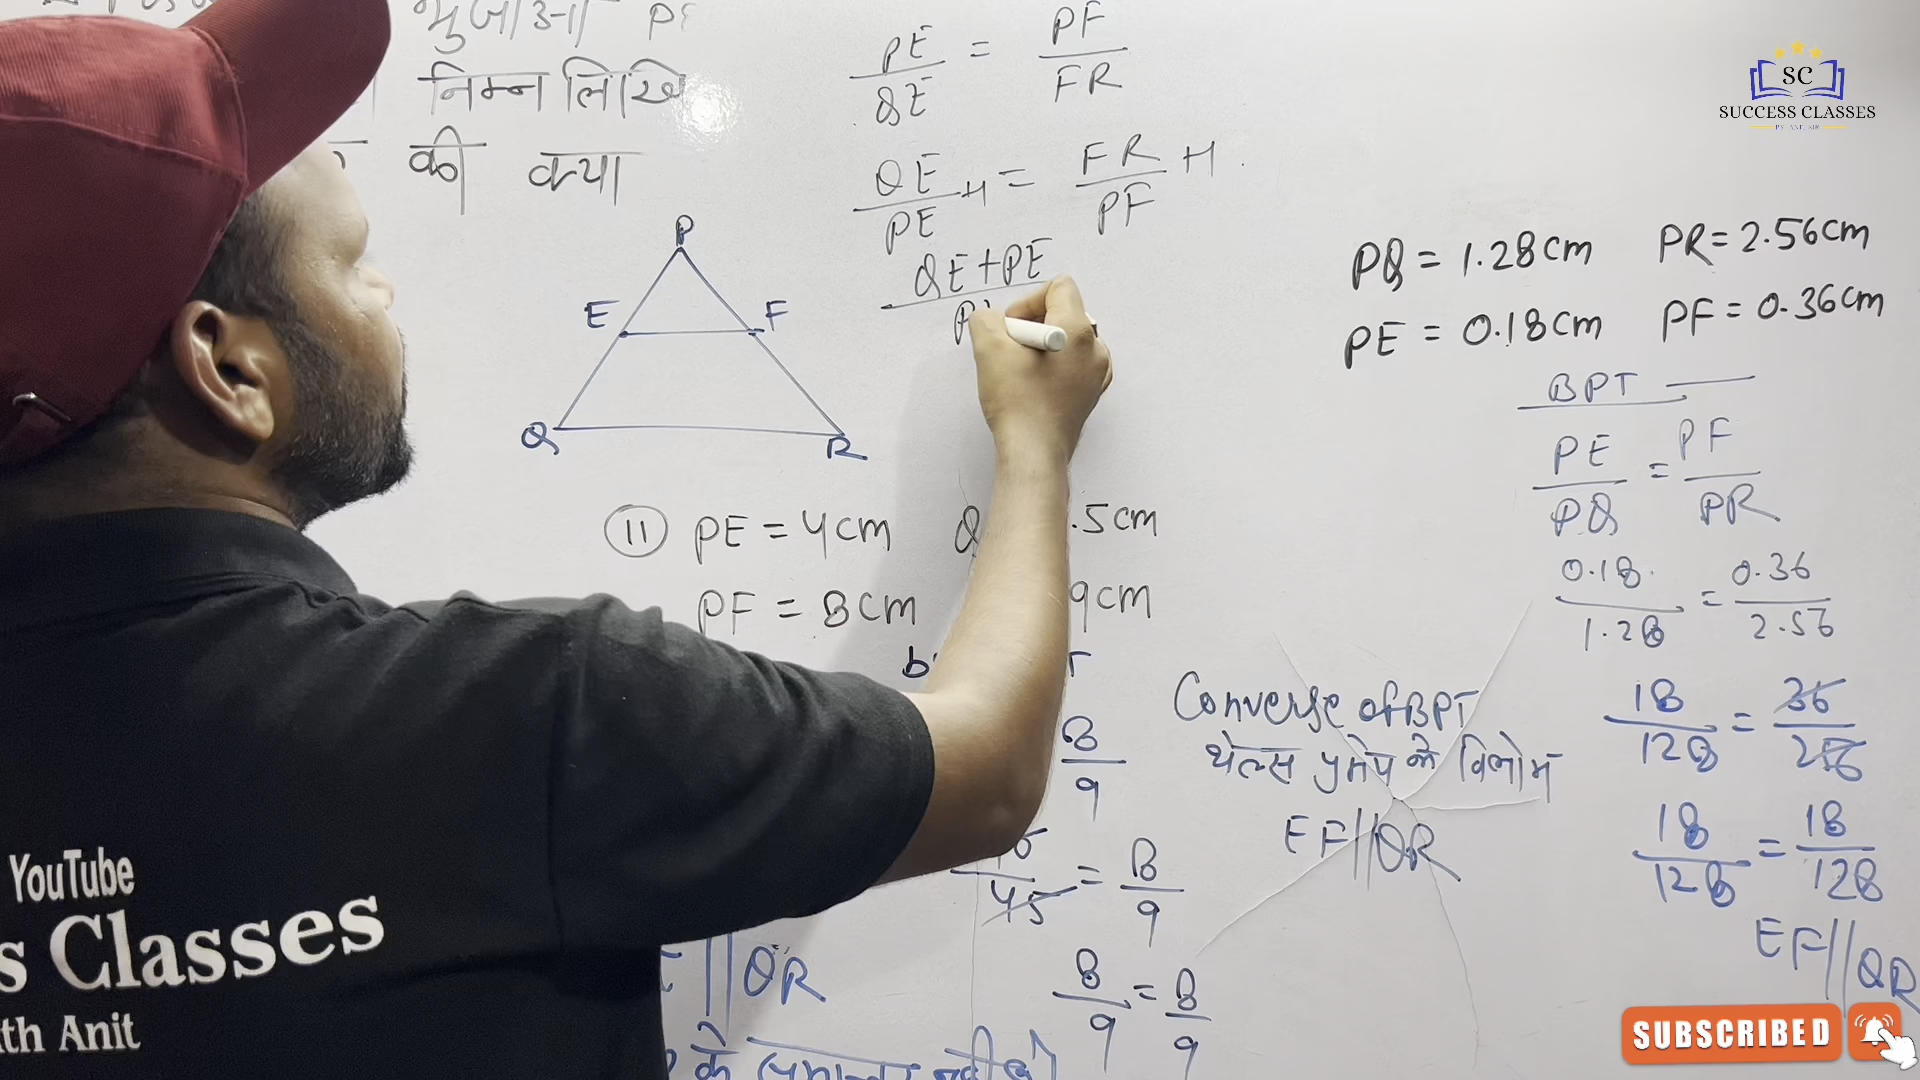 भुजाओं PE
निम्न लिखि
की क्या
PE/QE = PF/FR
QE/PE +1 = FR/PF +1
QE+PE
P
P
E F
Q R
(11) PE = 4cm Q .5cm
PF = 8cm 9cm
8/9
45 = 8/9
8/9 = 8/9
QR
PQ = 1.28cm PR = 2.56cm
PE = 0.18cm PF = 0.36cm
BPT
PE/PQ = PF/PR
0.18/1.28 = 0.36/2.56
18/128 = 36/256
18/128 = 18/128
EF||QR
Converse of BPT
थेल्स प्रमेय के विलोम
EF||QR
SC
SUCCESS CLASSES
YouTube
s Classes
ith Anit
SUBSCRIBED